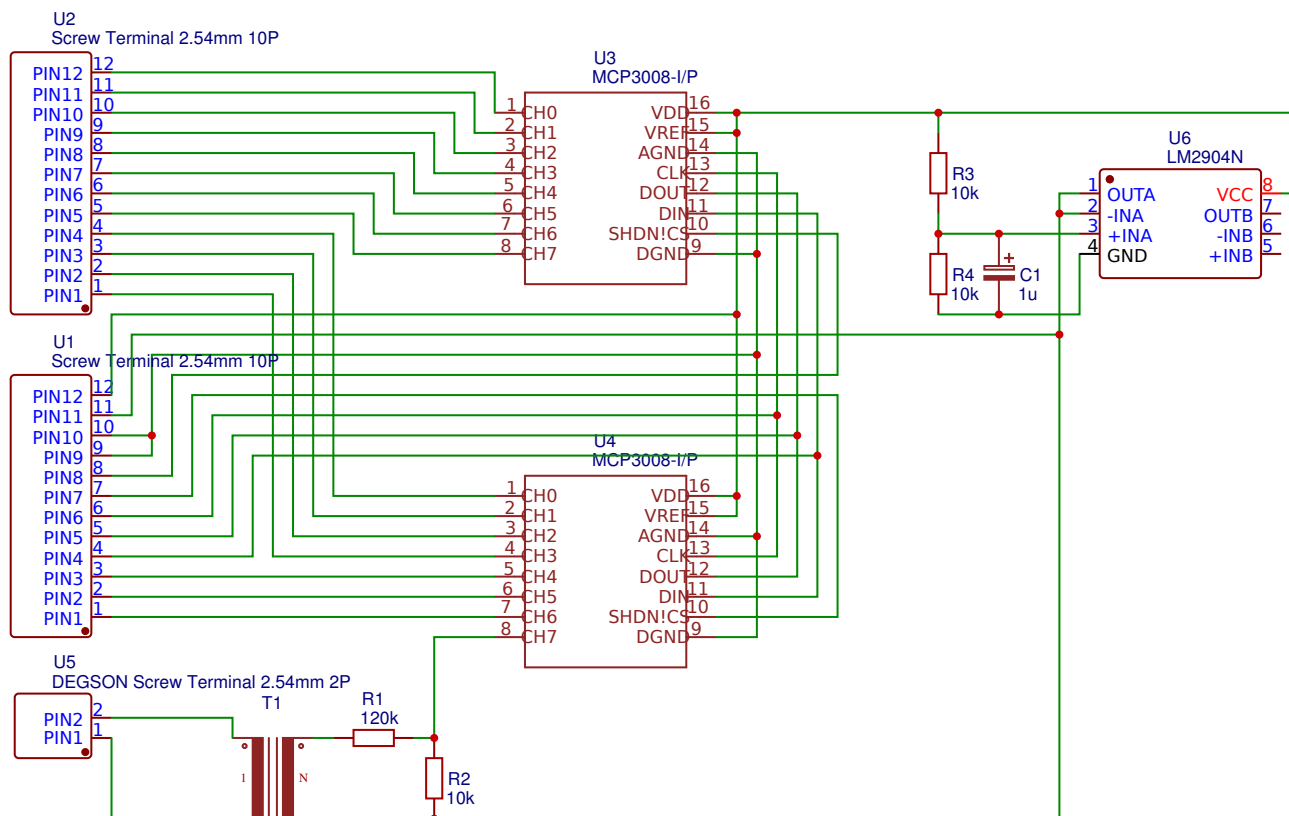 U2
Screw Terminal 2.54mm 10P
PIN12 12
PIN11 11
PIN10 10
PIN9 9
PIN8 8
PIN7 7
PIN6 6
PIN5 5
PIN4 4
PIN3 3
PIN2 2
PIN1 1
U3
MCP3008-I/P
1 CH0 VDD 16
2 CH1 VREF 15
3 CH2 AGND 14
4 CH3 CLK 13
5 CH4 DOUT 12
6 CH5 DIN 11
7 CH6 SHDN!CS 10
8 CH7 DGND 9
R3
10k
R4
10k
C1
1u
+
U6
LM2904N
1 OUTA VCC 8
2 -INA OUTB 7
3 +INA -INB 6
4 GND +INB 5
U1
Screw Terminal 2.54mm 10P
PIN12 12
PIN11 11
PIN10 10
PIN9 9
PIN8 8
PIN7 7
PIN6 6
PIN5 5
PIN4 4
PIN3 3
PIN2 2
PIN1 1
U4
MCP3008-I/P
1 CH0 VDD 16
2 CH1 VREF 15
3 CH2 AGND 14
4 CH3 CLK 13
5 CH4 DOUT 12
6 CH5 DIN 11
7 CH6 SHDN!CS 10
8 CH7 DGND 9
U5
DEGSON Screw Terminal 2.54mm 2P
PIN2 2
PIN1 1
T1
1 N
R1
120k
R2
10k